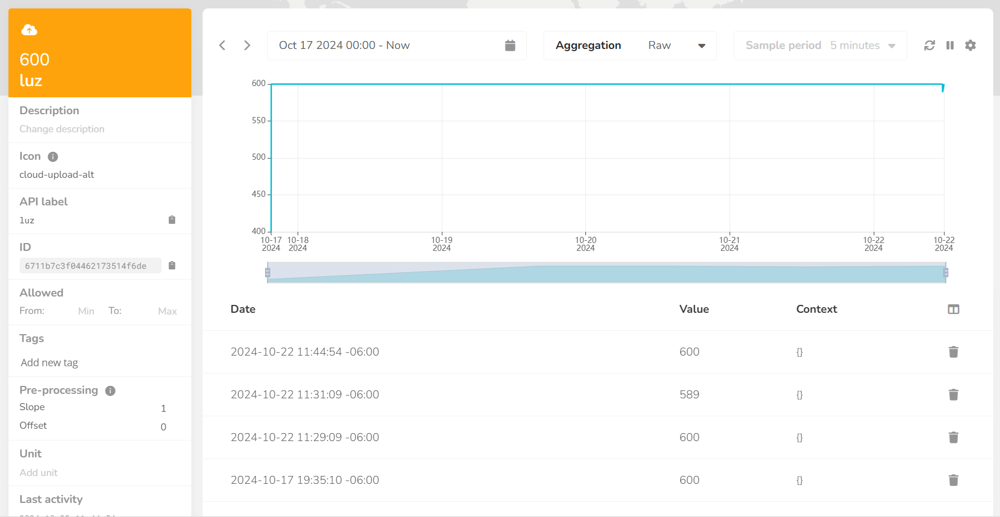 600
luz
Description
Change description
Icon
cloud-upload-alt
API label
luz
ID
6711b7c3f04462173514f6de
Allowed
From: Min To: Max
Tags
Add new tag
Pre-processing
Slope 1
Offset 0
Unit
Add unit
Last activity
Oct 17 2024 00:00 - Now
Aggregation Raw
Sample period 5 minutes
600
550
500
450
400
10-17 10-18 10-19 10-20 10-21 10-22 10-22
2024 2024 2024 2024 2024 2024 2024
Date Value Context
2024-10-22 11:44:54 -06:00 600 {}
2024-10-22 11:31:09 -06:00 589 {}
2024-10-22 11:29:09 -06:00 600 {}
2024-10-17 19:35:10 -06:00 600 {}